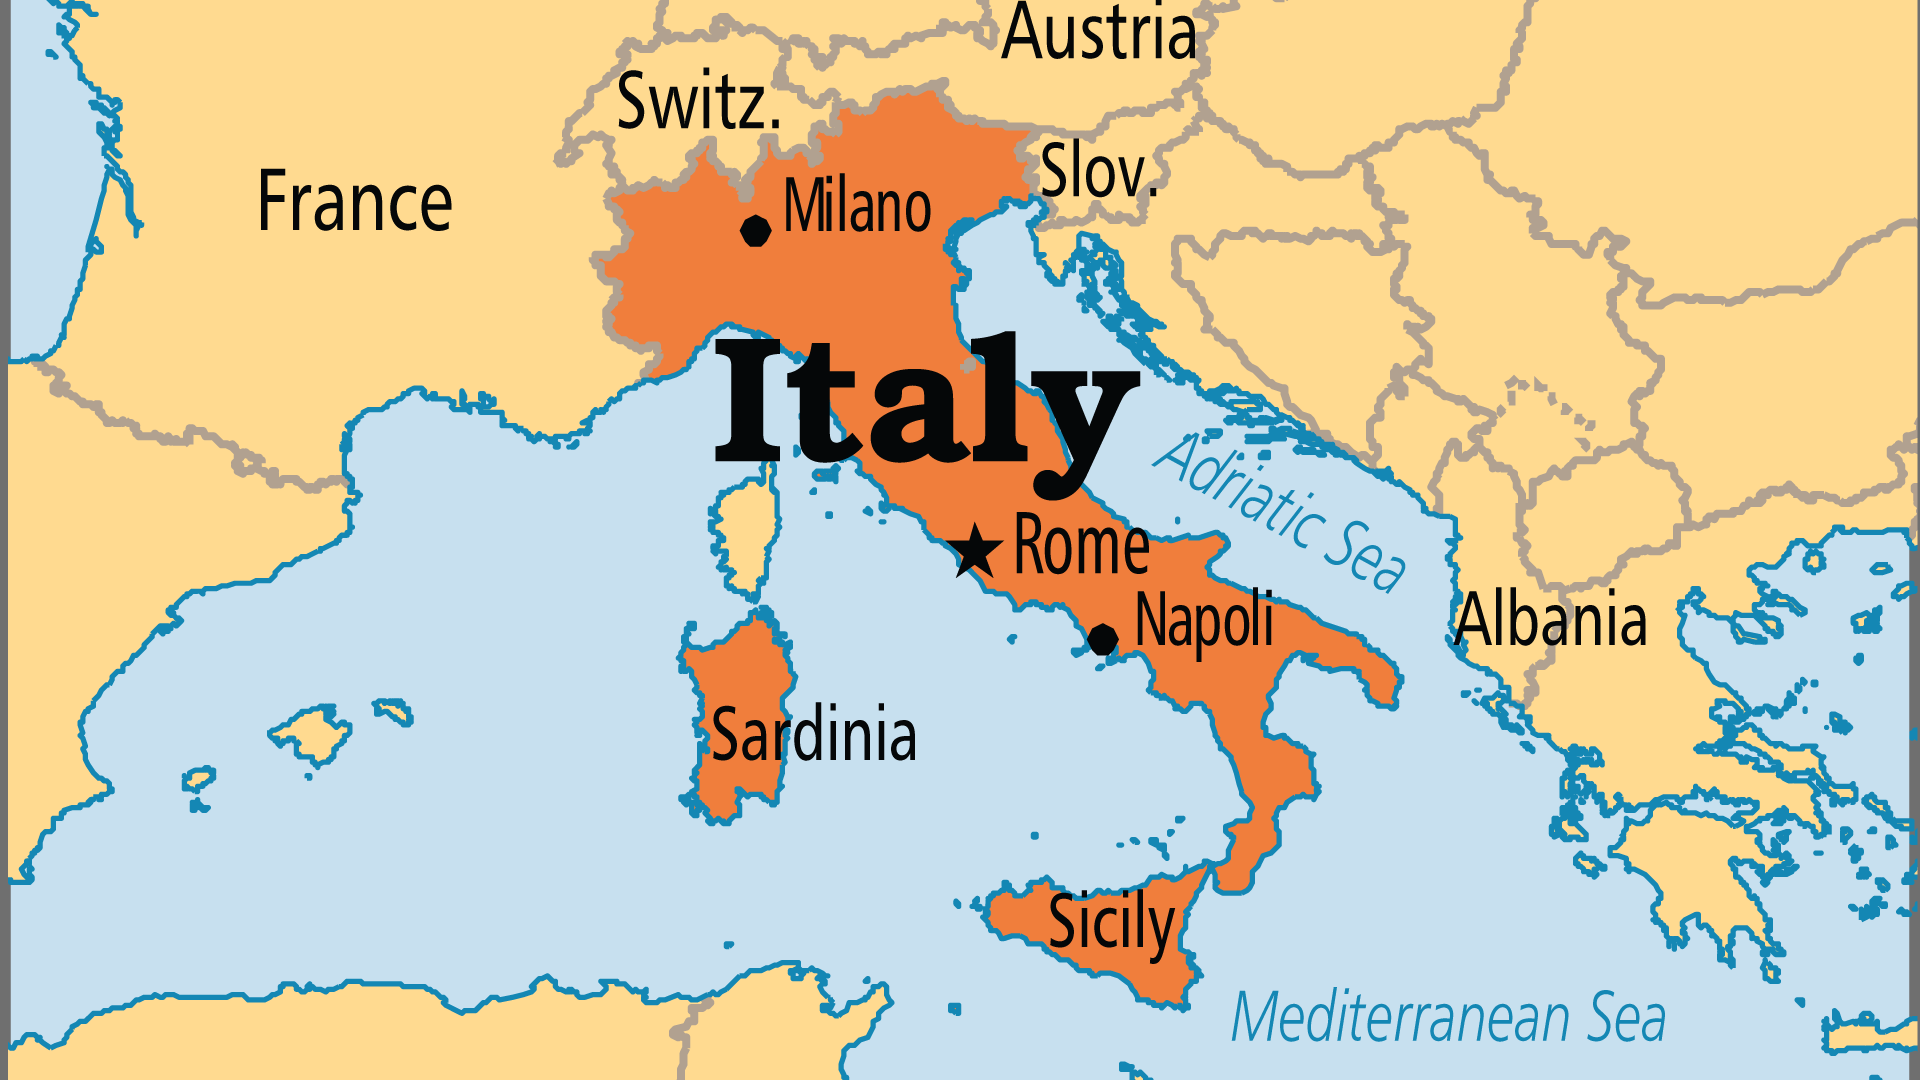 Austria
Switz.
Slov.
France
Milano
Italy
Adriatic Sea
Rome
Napoli
Albania
Sardinia
Sicily
Mediterranean Sea